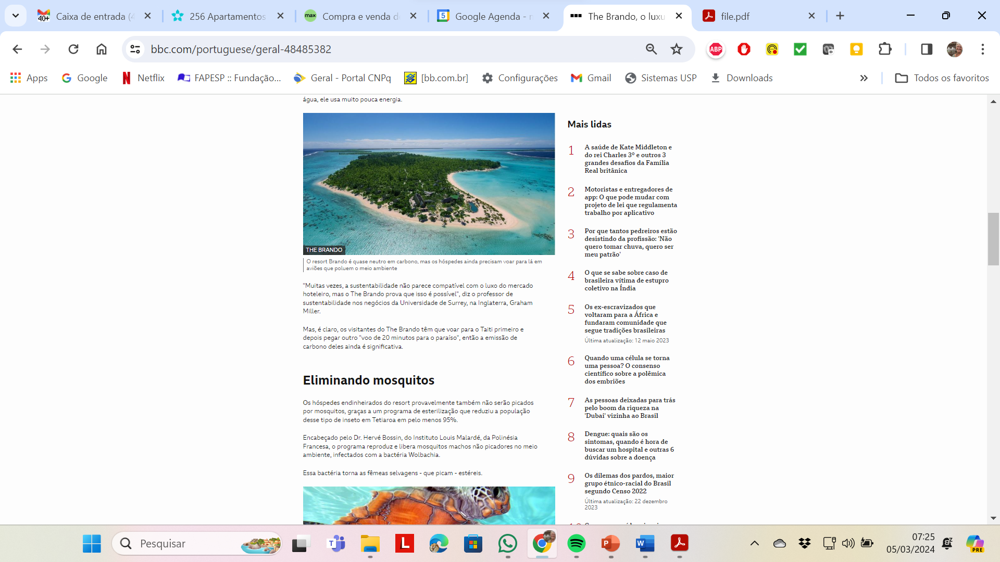 Caixa de entrada (4
256 Apartamentos
Compra e venda d
Google Agenda - n
The Brando, o luxu
file.pdf
bbc.com/portuguese/geral-48485382
Apps
Google
Netflix
FAPESP :: Fundação...
Geral - Portal CNPq
[bb.com.br]
Configurações
Gmail
Sistemas USP
Downloads
Todos os favoritos
água, ele usa muito pouca energia.
THE BRANDO
O resort Brando é quase neutro em carbono, mas os hóspedes ainda precisam voar para lá em
aviões que poluem o meio ambiente
"Muitas vezes, a sustentabilidade não parece compatível com o luxo do mercado
hoteleiro, mas o The Brando prova que isso é possível", diz o professor de
sustentabilidade nos negócios da Universidade de Surrey, na Inglaterra, Graham
Miller.
Mas, é claro, os visitantes do The Brando têm que voar para o Taiti primeiro e
depois pegar outro "voo de 20 minutos para o paraíso", então a emissão de
carbono deles ainda é significativa.
Eliminando mosquitos
Os hóspedes endinheirados do resort provavelmente também não serão picados
por mosquitos, graças a um programa de esterilização que reduziu a população
desse tipo de inseto em Tetiaroa em pelo menos 95%.
Encabeçado pelo Dr. Hervé Bossin, do Instituto Louis Malardé, da Polinésia
Francesa, o programa reproduz e libera mosquitos machos não picadores no meio
ambiente, infectados com a bactéria Wolbachia.
Essa bactéria torna as fêmeas selvagens - que picam - estéreis.
Mais lidas
1
A saúde de Kate Middleton e
do rei Charles 3º e outros 3
grandes desafios da Família
Real britânica
2
Motoristas e entregadores de
app: O que pode mudar com
projeto de lei que regulamenta
trabalho por aplicativo
3
Por que tantos pedreiros estão
desistindo da profissão: 'Não
quero tomar chuva, quero ser
meu patrão'
4
O que se sabe sobre caso de
brasileira vítima de estupro
coletivo na Índia
5
Os ex-escravizados que
voltaram para a África e
fundaram comunidade que
segue tradições brasileiras
Última atualização: 12 maio 2023
6
Quando uma célula se torna
uma pessoa? O consenso
científico sobre a polêmica
dos embriões
7
As pessoas deixadas para trás
pelo boom da riqueza na
'Dubai' vizinha ao Brasil
8
Dengue: quais são os
sintomas, quando é hora de
buscar um hospital e outras 6
dúvidas sobre a doença
9
Os dilemas dos pardos, maior
grupo étnico-racial do Brasil
segundo Censo 2022
Última atualização: 22 dezembro
2023
Pesquisar
07:25
05/03/2024